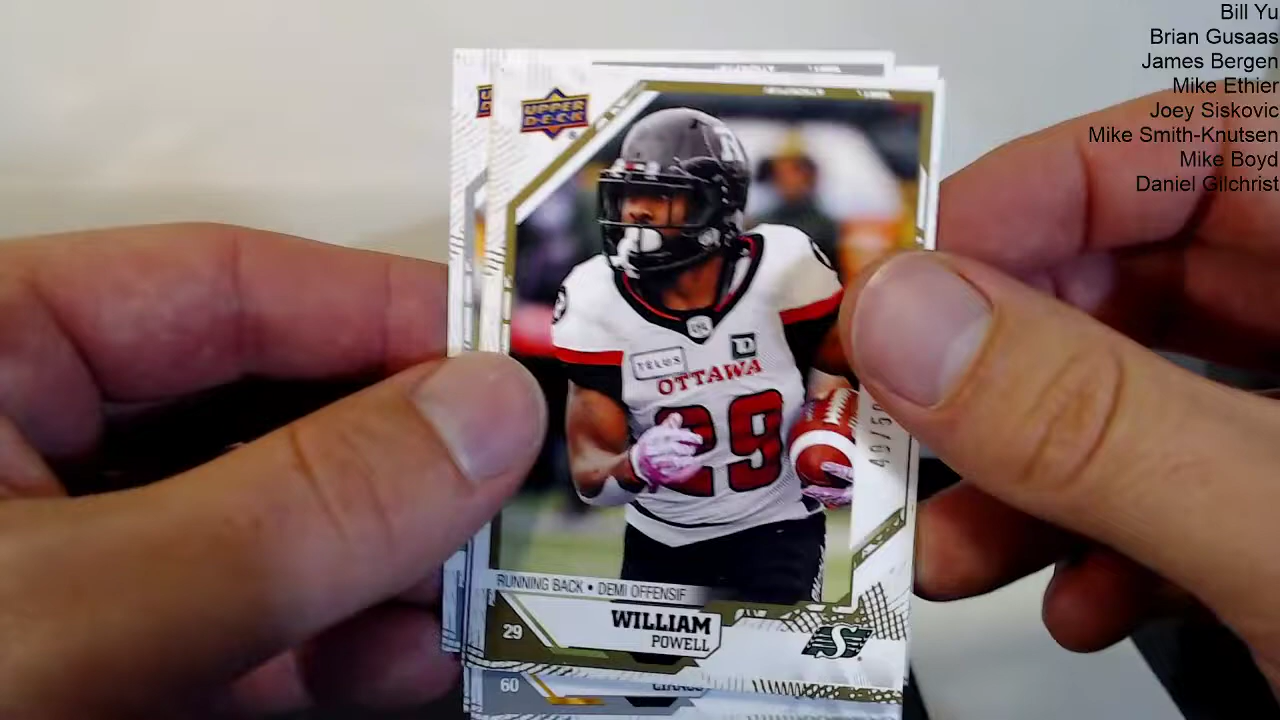 Bill Yu
Brian Gusaas
James Bergen
Mike Ethier
Joey Siskovic
Mike Smith-Knutsen
Mike Boyd
Daniel Gilchrist
UPPER
DECK
TELUS
TD
OTTAWA
29
RUNNING BACK • DEMI OFFENSIF
29
WILLIAM
POWELL
S
60